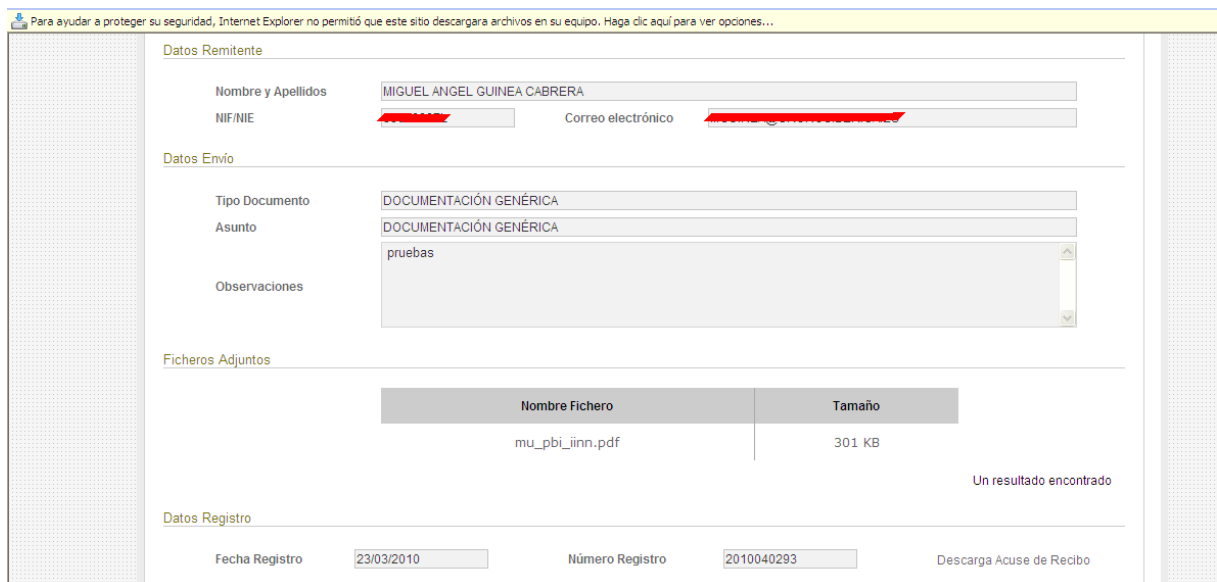 Para ayudar a proteger su seguridad, Internet Explorer no permitió que este sitio descargara archivos en su equipo. Haga clic aquí para ver opciones...
Datos Remitente
Nombre y Apellidos MIGUEL ANGEL GUINEA CABRERA
NIF/NIE Correo electrónico
Datos Envío
Tipo Documento DOCUMENTACIÓN GENÉRICA
Asunto DOCUMENTACIÓN GENÉRICA
Observaciones pruebas
Ficheros Adjuntos
Nombre Fichero Tamaño
mu_pbi_iinn.pdf 301 KB
Un resultado encontrado
Datos Registro
Fecha Registro 23/03/2010 Número Registro 2010040293 Descarga Acuse de Recibo